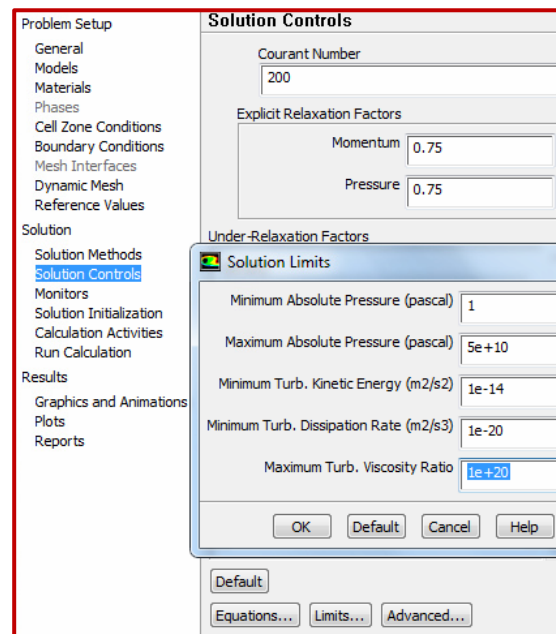 Problem Setup
General
Models
Materials
Phases
Cell Zone Conditions
Boundary Conditions
Mesh Interfaces
Dynamic Mesh
Reference Values
Solution
Solution Methods
Solution Controls
Monitors
Solution Initialization
Calculation Activities
Run Calculation
Results
Graphics and Animations
Plots
Reports
Solution Controls
Courant Number
200
Explicit Relaxation Factors
Momentum 0.75
Pressure 0.75
Under-Relaxation Factors
Solution Limits
Minimum Absolute Pressure (pascal) 1
Maximum Absolute Pressure (pascal) 5e+10
Minimum Turb. Kinetic Energy (m2/s2) 1e-14
Minimum Turb. Dissipation Rate (m2/s3) 1e-20
Maximum Turb. Viscosity Ratio 1e+20
OK Default Cancel Help
Default
Equations... Limits... Advanced...